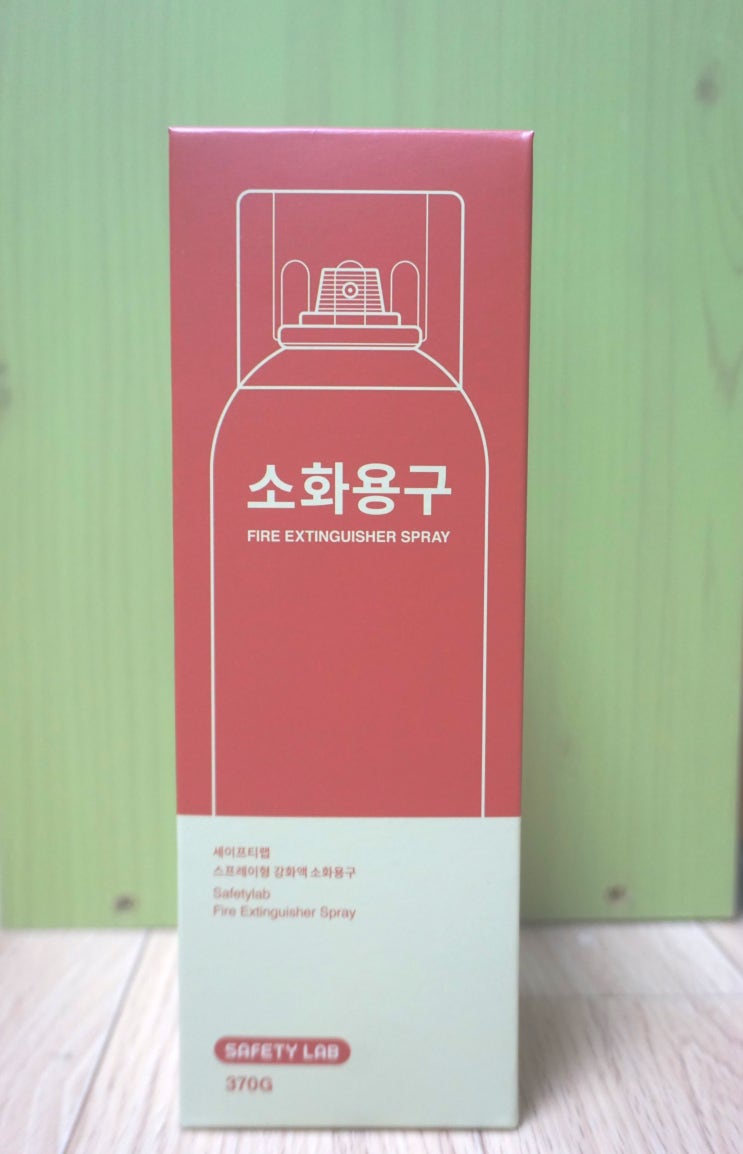 소화용구
FIRE EXTINGUISHER SPRAY
세이프티랩
스프레이형 강화액 소화용구
Safetylab
Fire Extinguisher Spray
SAFETY LAB
370G